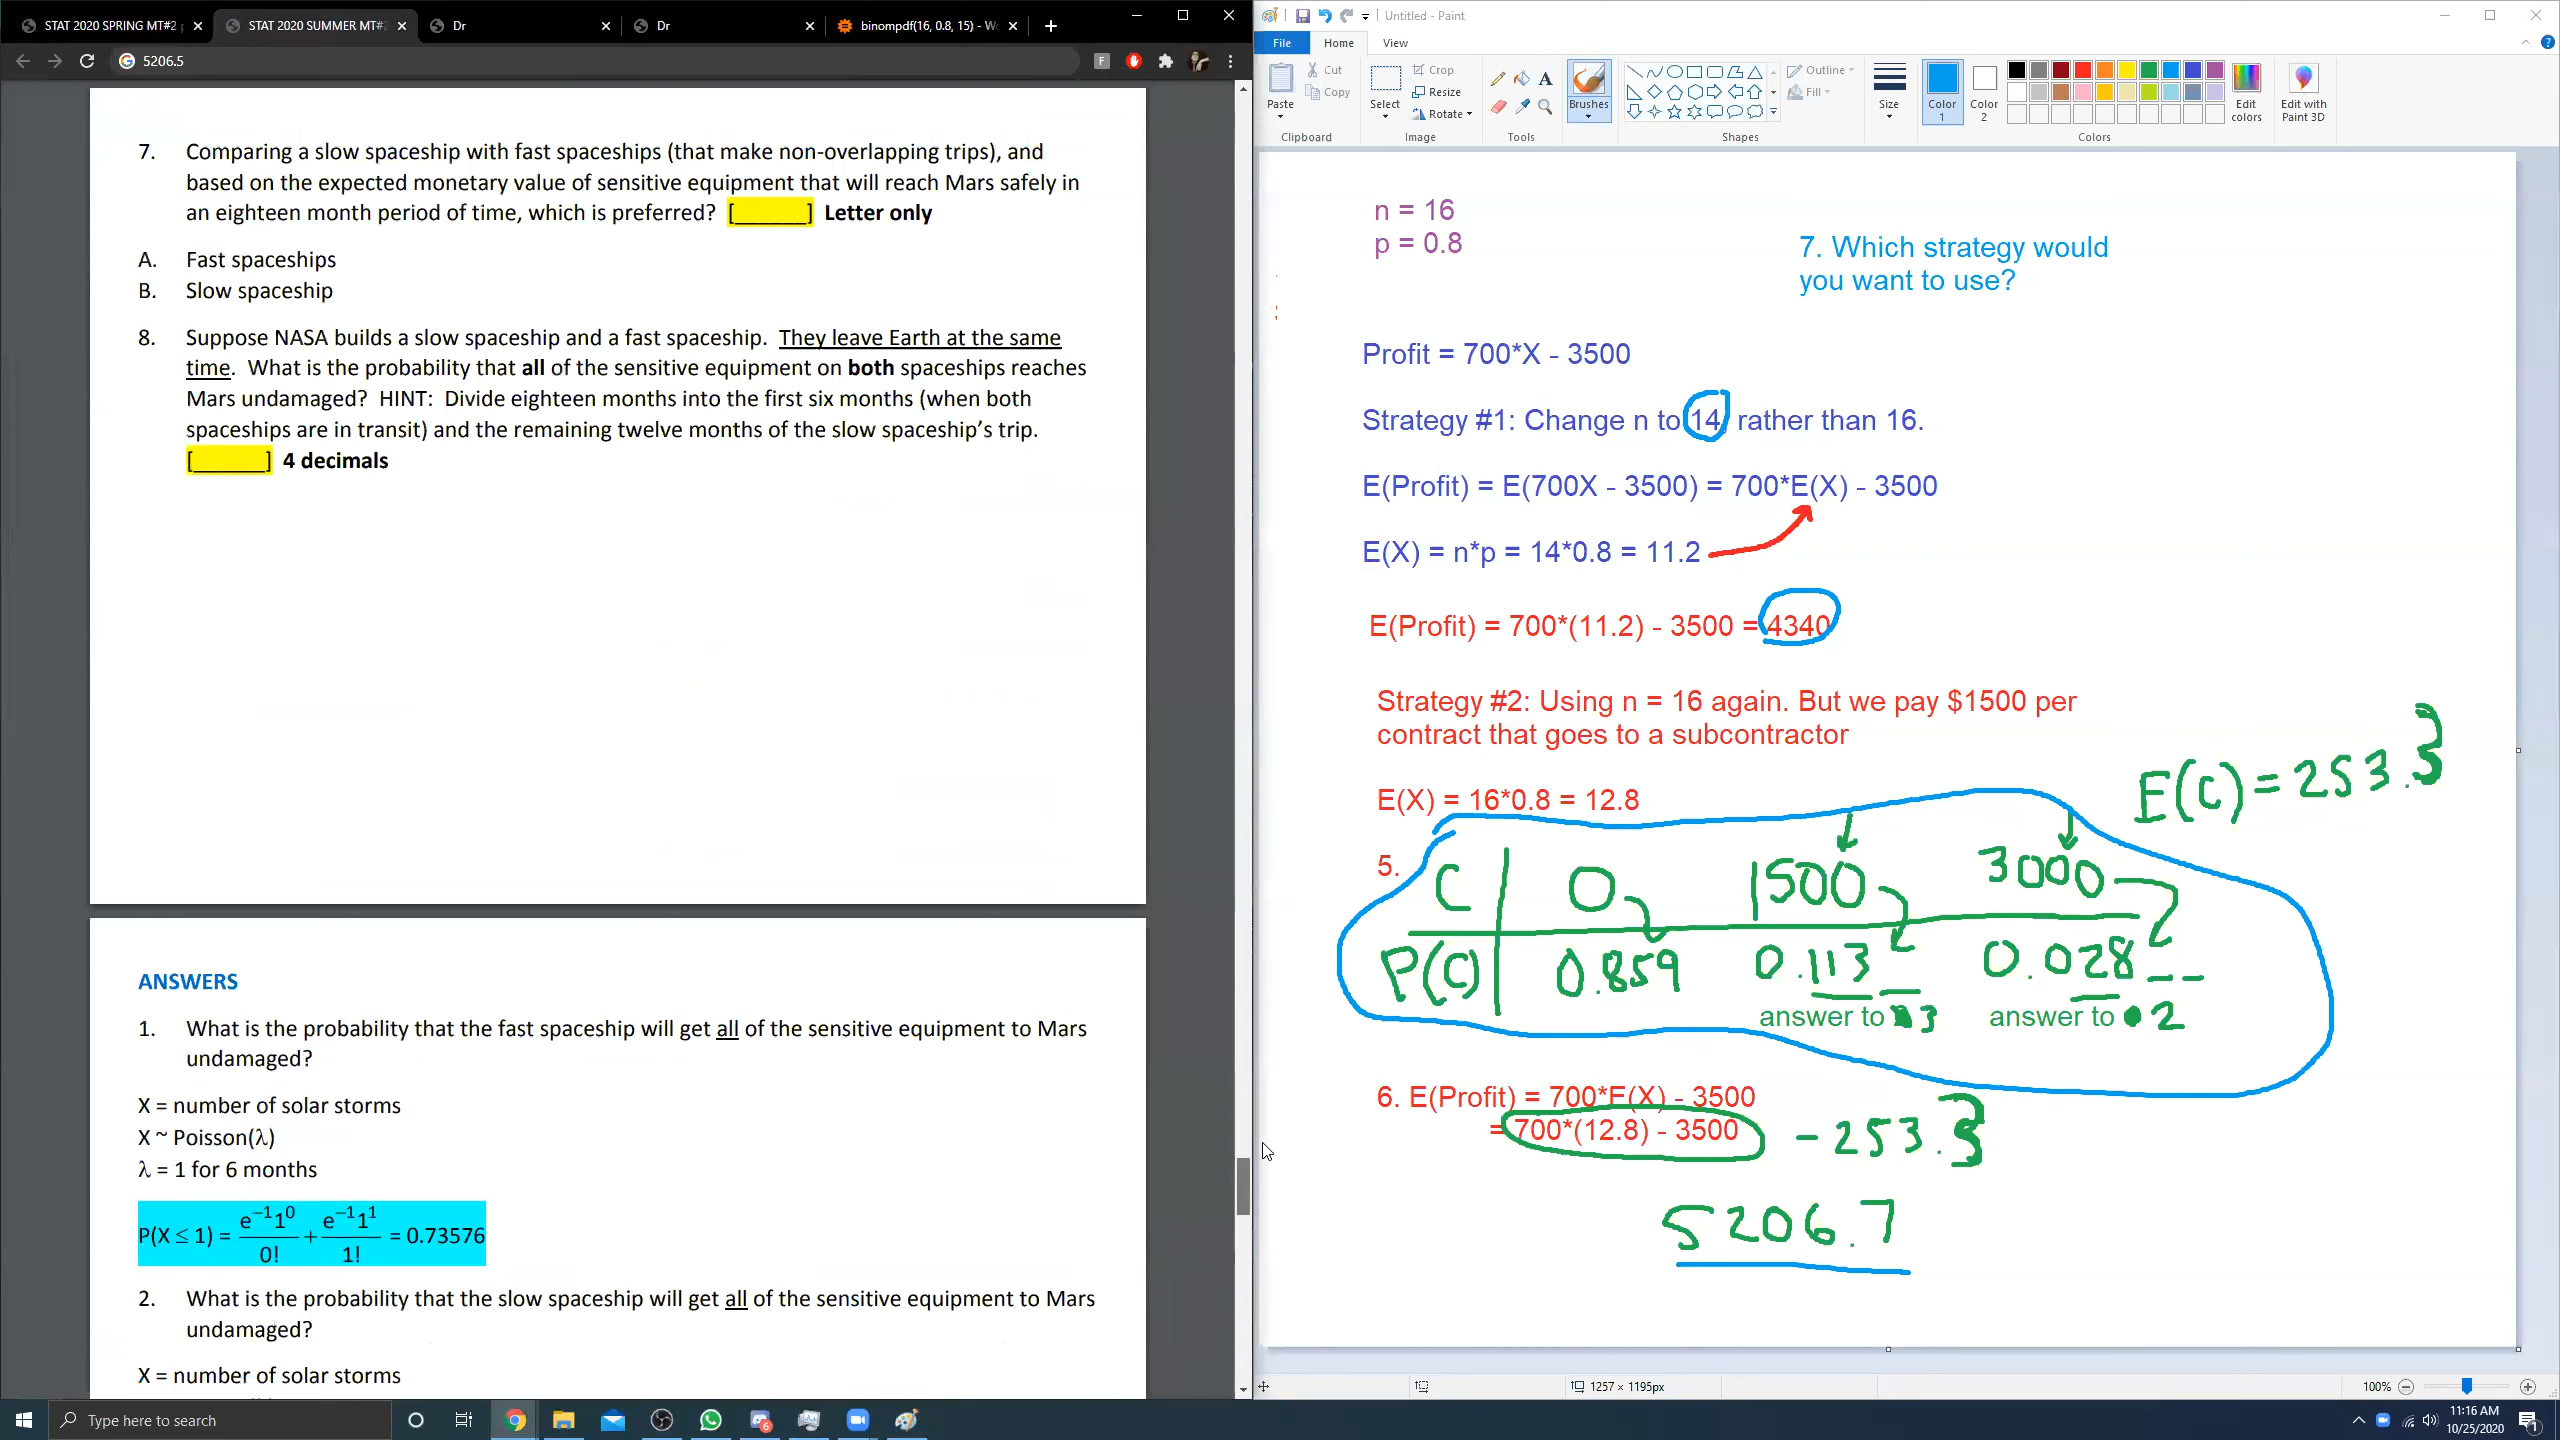 STAT 2020 SPRING MT#2
STAT 2020 SUMMER MT#2
Dr
Dr
binompdf(16, 0.8, 15) - Wo
5206.5
7. Comparing a slow spaceship with fast spaceships (that make non-overlapping trips), and
based on the expected monetary value of sensitive equipment that will reach Mars safely in
an eighteen month period of time, which is preferred? [______] Letter only
A. Fast spaceships
B. Slow spaceship
8. Suppose NASA builds a slow spaceship and a fast spaceship. They leave Earth at the same
time. What is the probability that all of the sensitive equipment on both spaceships reaches
Mars undamaged? HINT: Divide eighteen months into the first six months (when both
spaceships are in transit) and the remaining twelve months of the slow spaceship's trip.
[______] 4 decimals
ANSWERS
1. What is the probability that the fast spaceship will get all of the sensitive equipment to Mars
undamaged?
X = number of solar storms
X ~ Poisson(λ)
λ = 1 for 6 months
P(X ≤ 1) = e⁻¹1⁰/0! + e⁻¹1¹/1! = 0.73576
2. What is the probability that the slow spaceship will get all of the sensitive equipment to Mars
undamaged?
X = number of solar storms
Untitled - Paint
File Home View
Paste
Cut
Copy
Clipboard
Select
Crop
Resize
Rotate
Image
Tools
Brushes
Shapes
Outline
Fill
Size
Color 1
Color 2
Edit colors
Colors
Edit with Paint 3D
n = 16
p = 0.8
7. Which strategy would
you want to use?
Profit = 700*X - 3500
Strategy #1: Change n to 14 rather than 16.
E(Profit) = E(700X - 3500) = 700*E(X) - 3500
E(X) = n*p = 14*0.8 = 11.2
E(Profit) = 700*(11.2) - 3500 = 4340
Strategy #2: Using n = 16 again. But we pay $1500 per
contract that goes to a subcontractor
E(C) = 253.3
E(X) = 16*0.8 = 12.8
5. C 0 1500 3000
P(C) 0.859 0.113 0.028
answer to 3 answer to 2
6. E(Profit) = 700*E(X) - 3500
= 700*(12.8) - 3500 - 253.3
5206.7
1257 × 1195px
100%
Type here to search
11:16 AM
10/25/2020